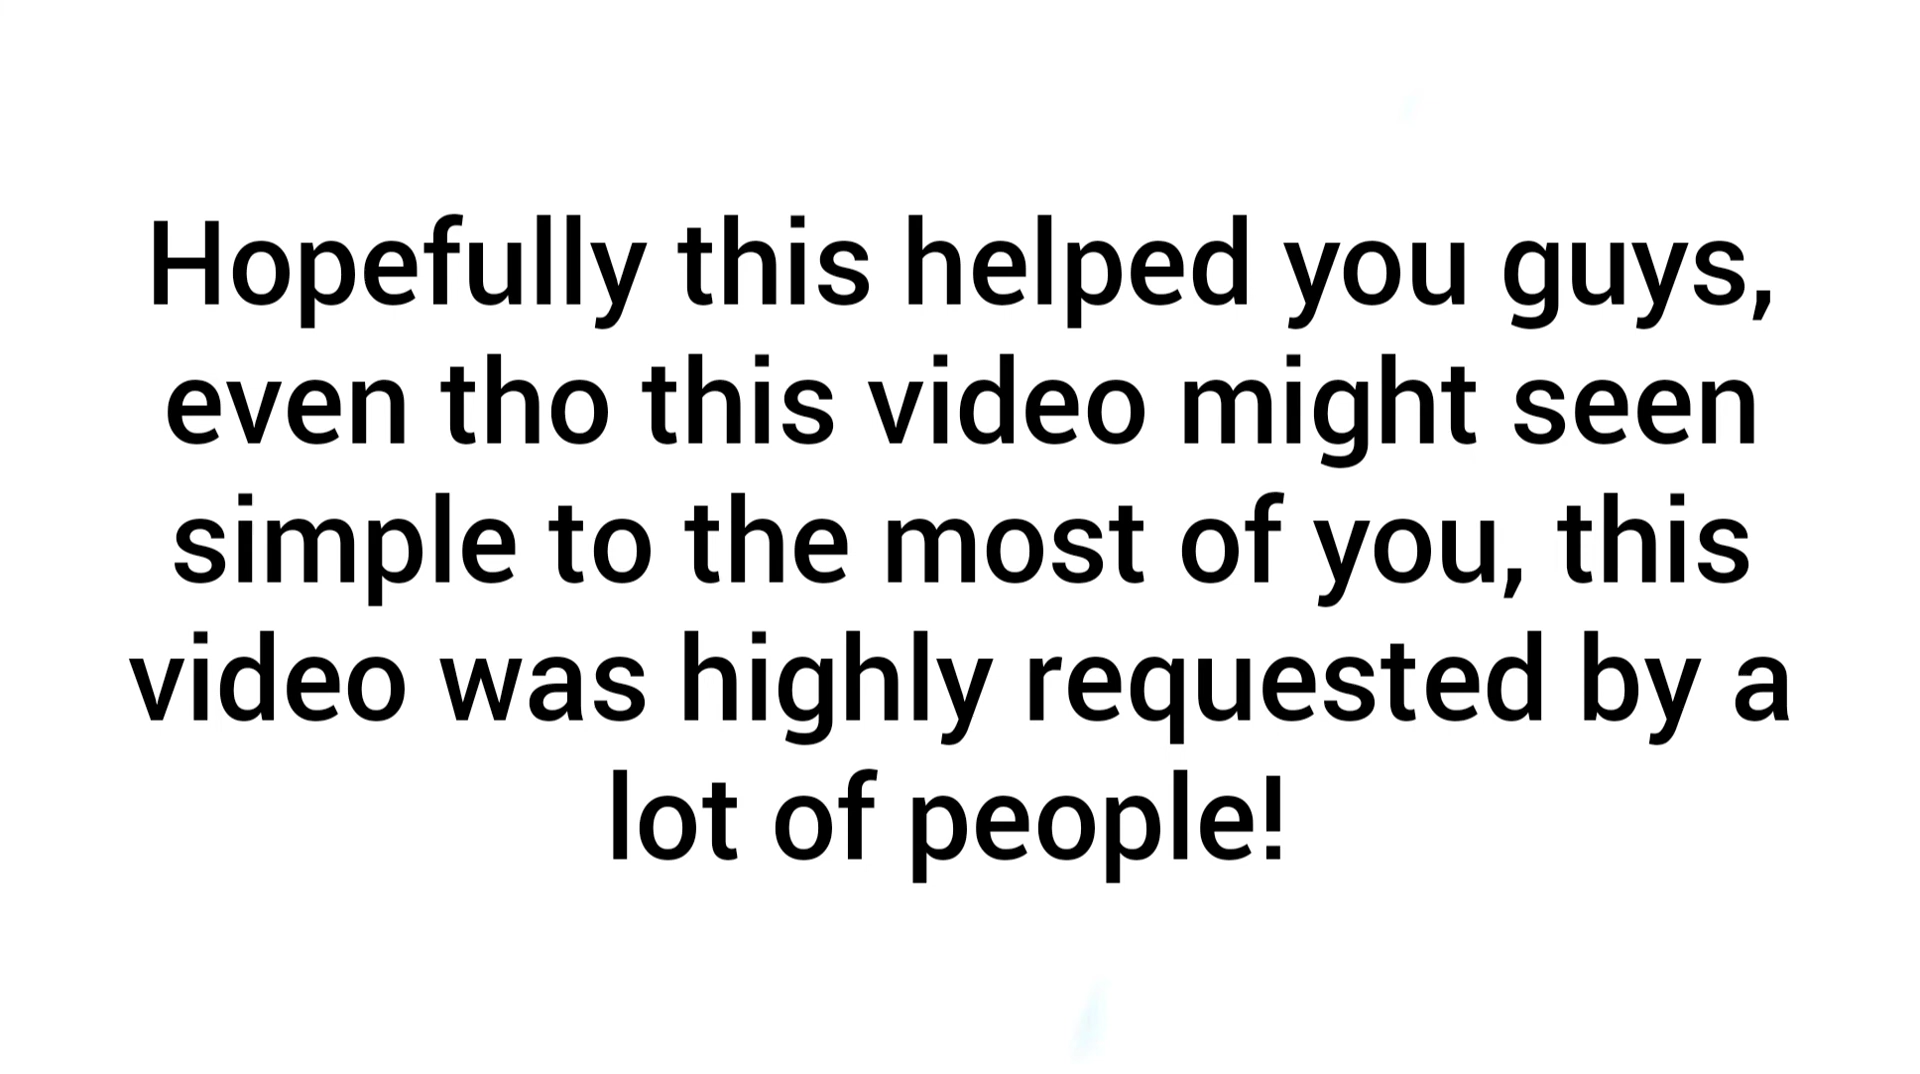 Hopefully this helped you guys,
even tho this video might seen
simple to the most of you, this
video was highly requested by a
lot of people!